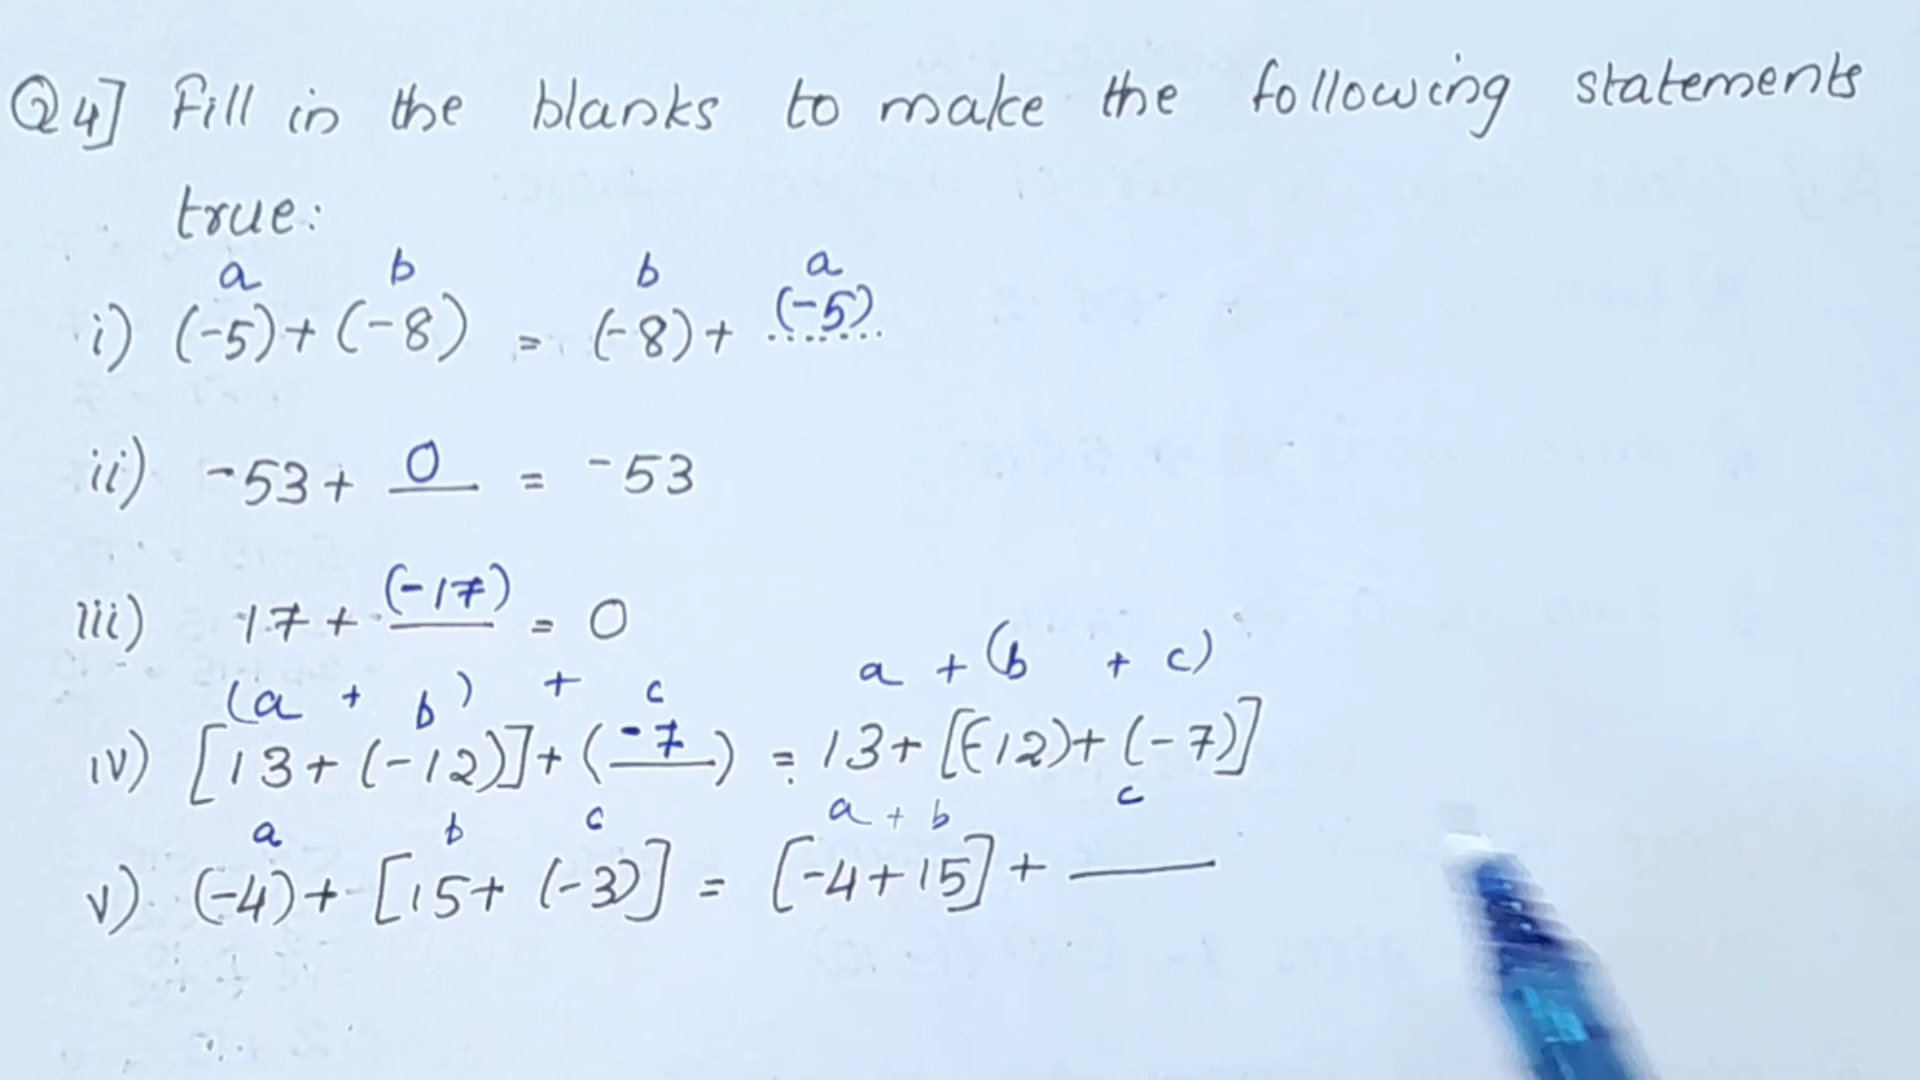 Q4] Fill in the blanks to make the following statements
true:
a b b a
i) (-5)+(-8) = (-8)+ (-5)
ii) -53+ 0 = -53
iii) 17+ (-17) = 0
(a + b) + c a + (b + c)
iv) [13+(-12)]+(-7) = 13+[(-12)+(-7)]
a b c a + b c
v) (-4)+[15+(-3)] = [-4+15]+ ___